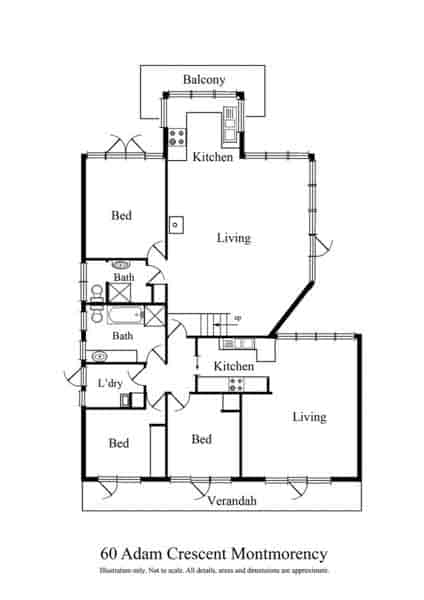 Balcony
Kitchen
Bed
Living
Bath
up
Bath
Kitchen
L'dry
Living
Bed
Bed
Verandah
60 Adam Crescent Montmorency
Illustration only. Not to scale. All details, areas and dimensions are approximate.